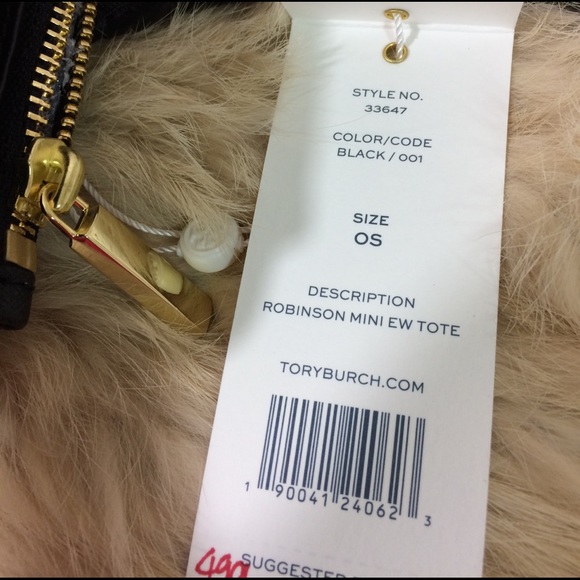 STYLE NO.
33647
COLOR/CODE
BLACK / 001
SIZE
OS
DESCRIPTION
ROBINSON MINI EW TOTE
TORYBURCH.COM
1 90041 24062 3
SUGGESTED